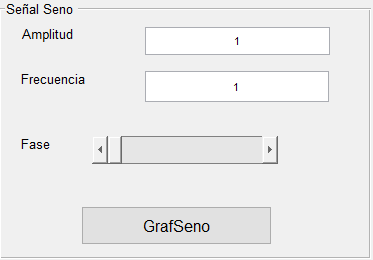 Señal Seno
Amplitud
1
Frecuencia
1
Fase
GrafSeno